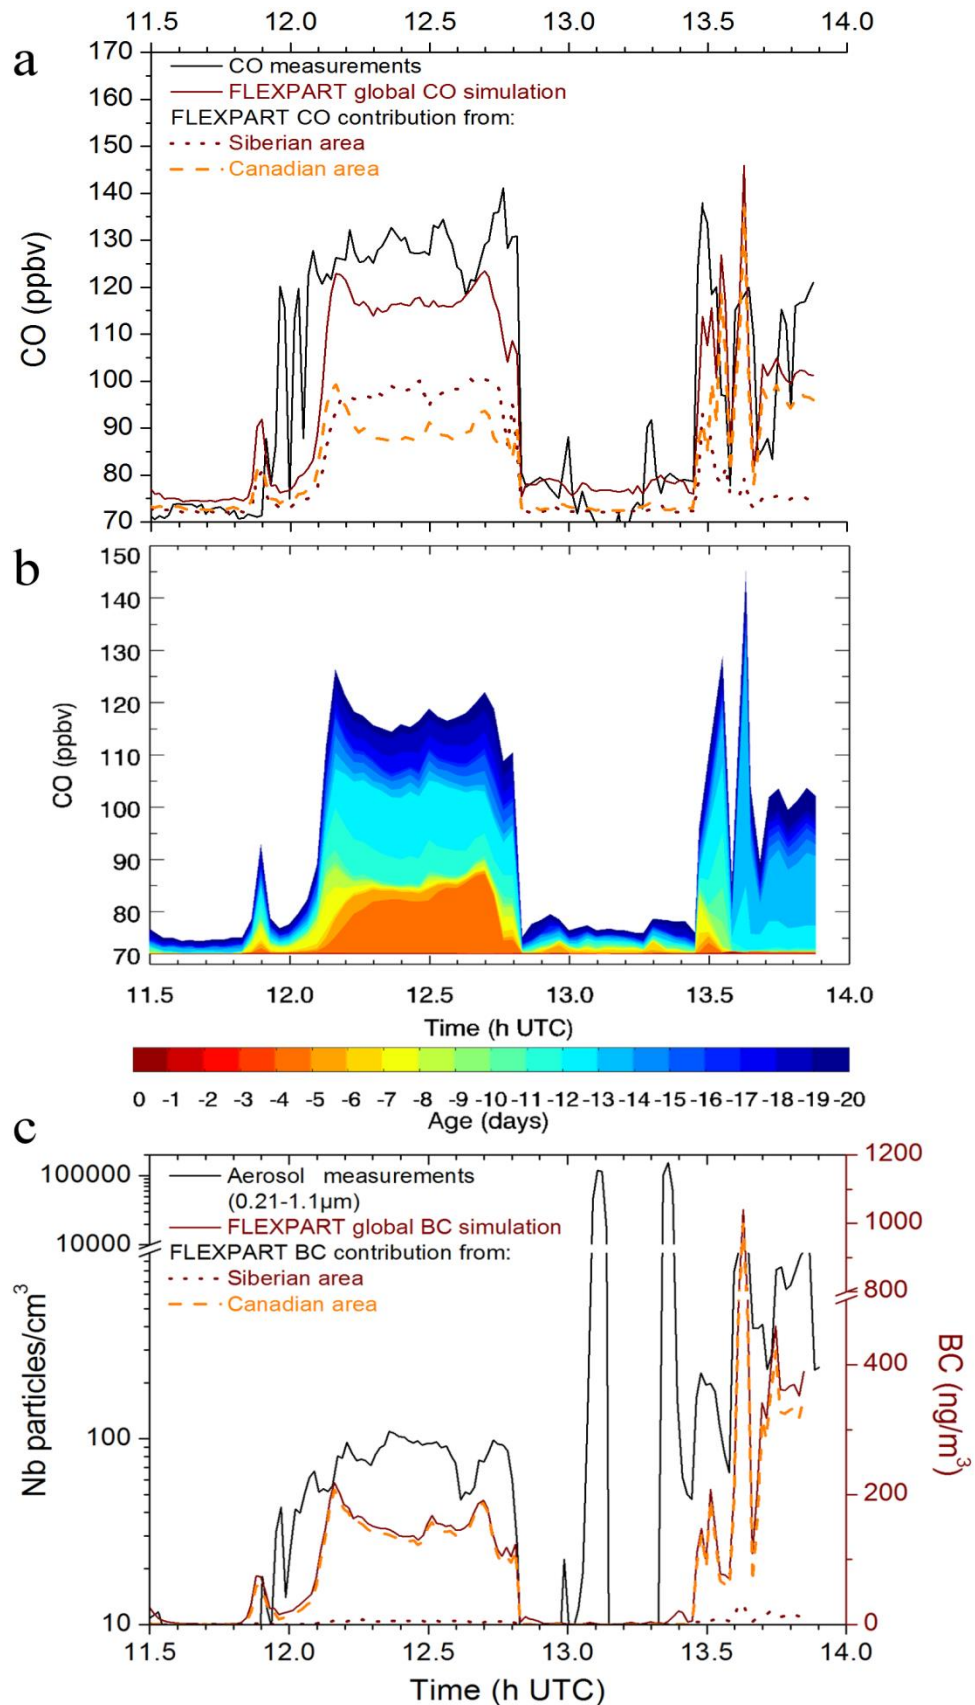 11.5 12.0 12.5 13.0 13.5 14.0
a
170
160
150
140
130
120
110
100
90
80
70
CO (ppbv)
CO measurements
FLEXPART global CO simulation
FLEXPART CO contribution from:
Siberian area
Canadian area
b
150
140
130
120
110
100
90
80
70
CO (ppbv)
11.5 12.0 12.5 13.0 13.5 14.0
Time (h UTC)
0 -1 -2 -3 -4 -5 -6 -7 -8 -9 -10 -11 -12 -13 -14 -15 -16 -17 -18 -19 -20
Age (days)
c
100000
10000
100
10
Nb particles/cm³
Aerosol measurements
(0.21-1.1µm)
FLEXPART global BC simulation
FLEXPART BC contribution from:
Siberian area
Canadian area
1200
1000
800
400
200
0
BC (ng/m³)
11.5 12.0 12.5 13.0 13.5 14.0
Time (h UTC)